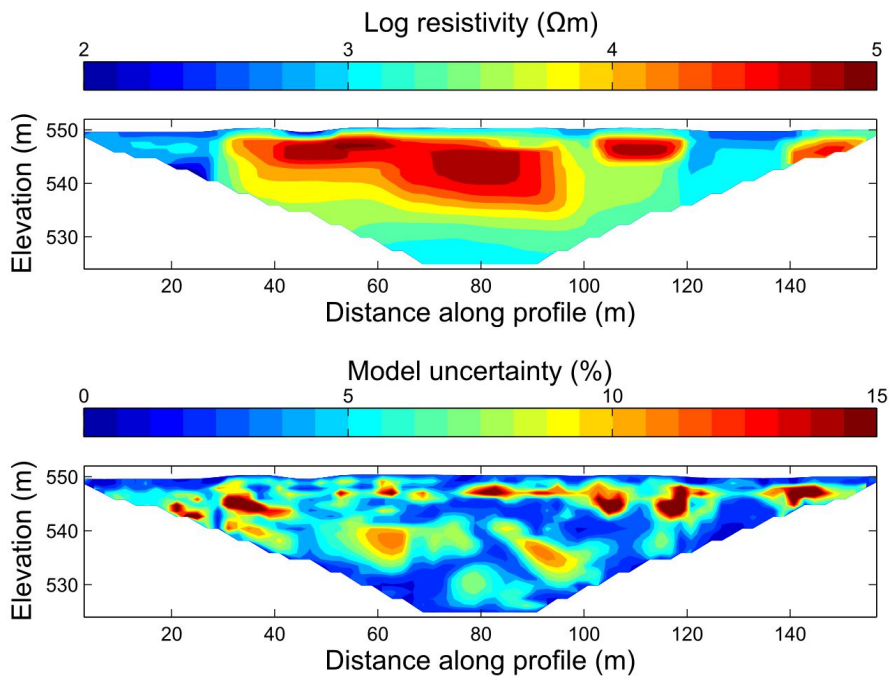 Log resistivity (Ωm)
2 3 4 5
Elevation (m)
550
540
530
20 40 60 80 100 120 140
Distance along profile (m)
Model uncertainty (%)
0 5 10 15
Elevation (m)
550
540
530
20 40 60 80 100 120 140
Distance along profile (m)